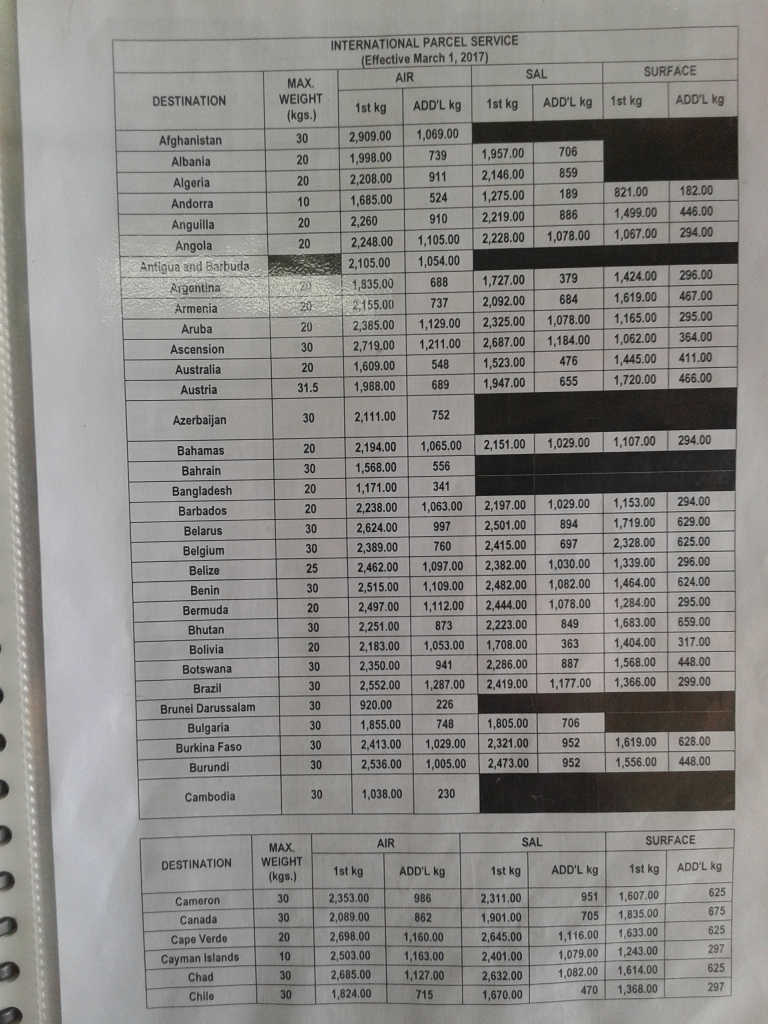 INTERNATIONAL PARCEL SERVICE
(Effective March 1, 2017)
DESTINATION MAX. WEIGHT (kgs.) AIR SAL SURFACE
1st kg ADD'L kg 1st kg ADD'L kg 1st kg ADD'L kg
Afghanistan 30 2,909.00 1,069.00
Albania 20 1,998.00 739 1,957.00 706
Algeria 20 2,208.00 911 2,146.00 859
Andorra 10 1,685.00 524 1,275.00 189 821.00 182.00
Anguilla 20 2,260 910 2,219.00 886 1,499.00 446.00
Angola 20 2,248.00 1,105.00 2,228.00 1,078.00 1,067.00 294.00
Antigua and Barbuda 2,105.00 1,054.00
Argentina 20 1,835.00 688 1,727.00 379 1,424.00 296.00
Armenia 20 2,155.00 737 2,092.00 684 1,619.00 467.00
Aruba 20 2,385.00 1,129.00 2,325.00 1,078.00 1,165.00 295.00
Ascension 30 2,719.00 1,211.00 2,687.00 1,184.00 1,062.00 364.00
Australia 20 1,609.00 548 1,523.00 476 1,445.00 411.00
Austria 31.5 1,988.00 689 1,947.00 655 1,720.00 466.00
Azerbaijan 30 2,111.00 752
Bahamas 20 2,194.00 1,065.00 2,151.00 1,029.00 1,107.00 294.00
Bahrain 30 1,568.00 556
Bangladesh 20 1,171.00 341
Barbados 20 2,238.00 1,063.00 2,197.00 1,029.00 1,153.00 294.00
Belarus 30 2,624.00 997 2,501.00 894 1,719.00 629.00
Belgium 30 2,389.00 760 2,415.00 697 2,328.00 625.00
Belize 25 2,462.00 1,097.00 2,382.00 1,030.00 1,339.00 296.00
Benin 30 2,515.00 1,109.00 2,482.00 1,082.00 1,464.00 624.00
Bermuda 20 2,497.00 1,112.00 2,444.00 1,078.00 1,284.00 295.00
Bhutan 30 2,251.00 873 2,223.00 849 1,683.00 659.00
Bolivia 20 2,183.00 1,053.00 1,708.00 363 1,404.00 317.00
Botswana 30 2,350.00 941 2,286.00 887 1,568.00 448.00
Brazil 30 2,552.00 1,287.00 2,419.00 1,177.00 1,366.00 299.00
Brunei Darussalam 30 920.00 226
Bulgaria 30 1,855.00 748 1,805.00 706
Burkina Faso 30 2,413.00 1,029.00 2,321.00 952 1,619.00 628.00
Burundi 30 2,536.00 1,005.00 2,473.00 952 1,556.00 448.00
Cambodia 30 1,038.00 230
DESTINATION MAX. WEIGHT (kgs.) AIR SAL SURFACE
1st kg ADD'L kg 1st kg ADD'L kg 1st kg ADD'L kg
Cameron 30 2,353.00 986 2,311.00 951 1,607.00 625
Canada 30 2,089.00 862 1,901.00 705 1,835.00 675
Cape Verde 20 2,698.00 1,160.00 2,645.00 1,116.00 1,633.00 625
Cayman Islands 10 2,503.00 1,163.00 2,401.00 1,079.00 1,243.00 297
Chad 30 2,685.00 1,127.00 2,632.00 1,082.00 1,614.00 625
Chile 30 1,824.00 715 1,670.00 470 1,368.00 297